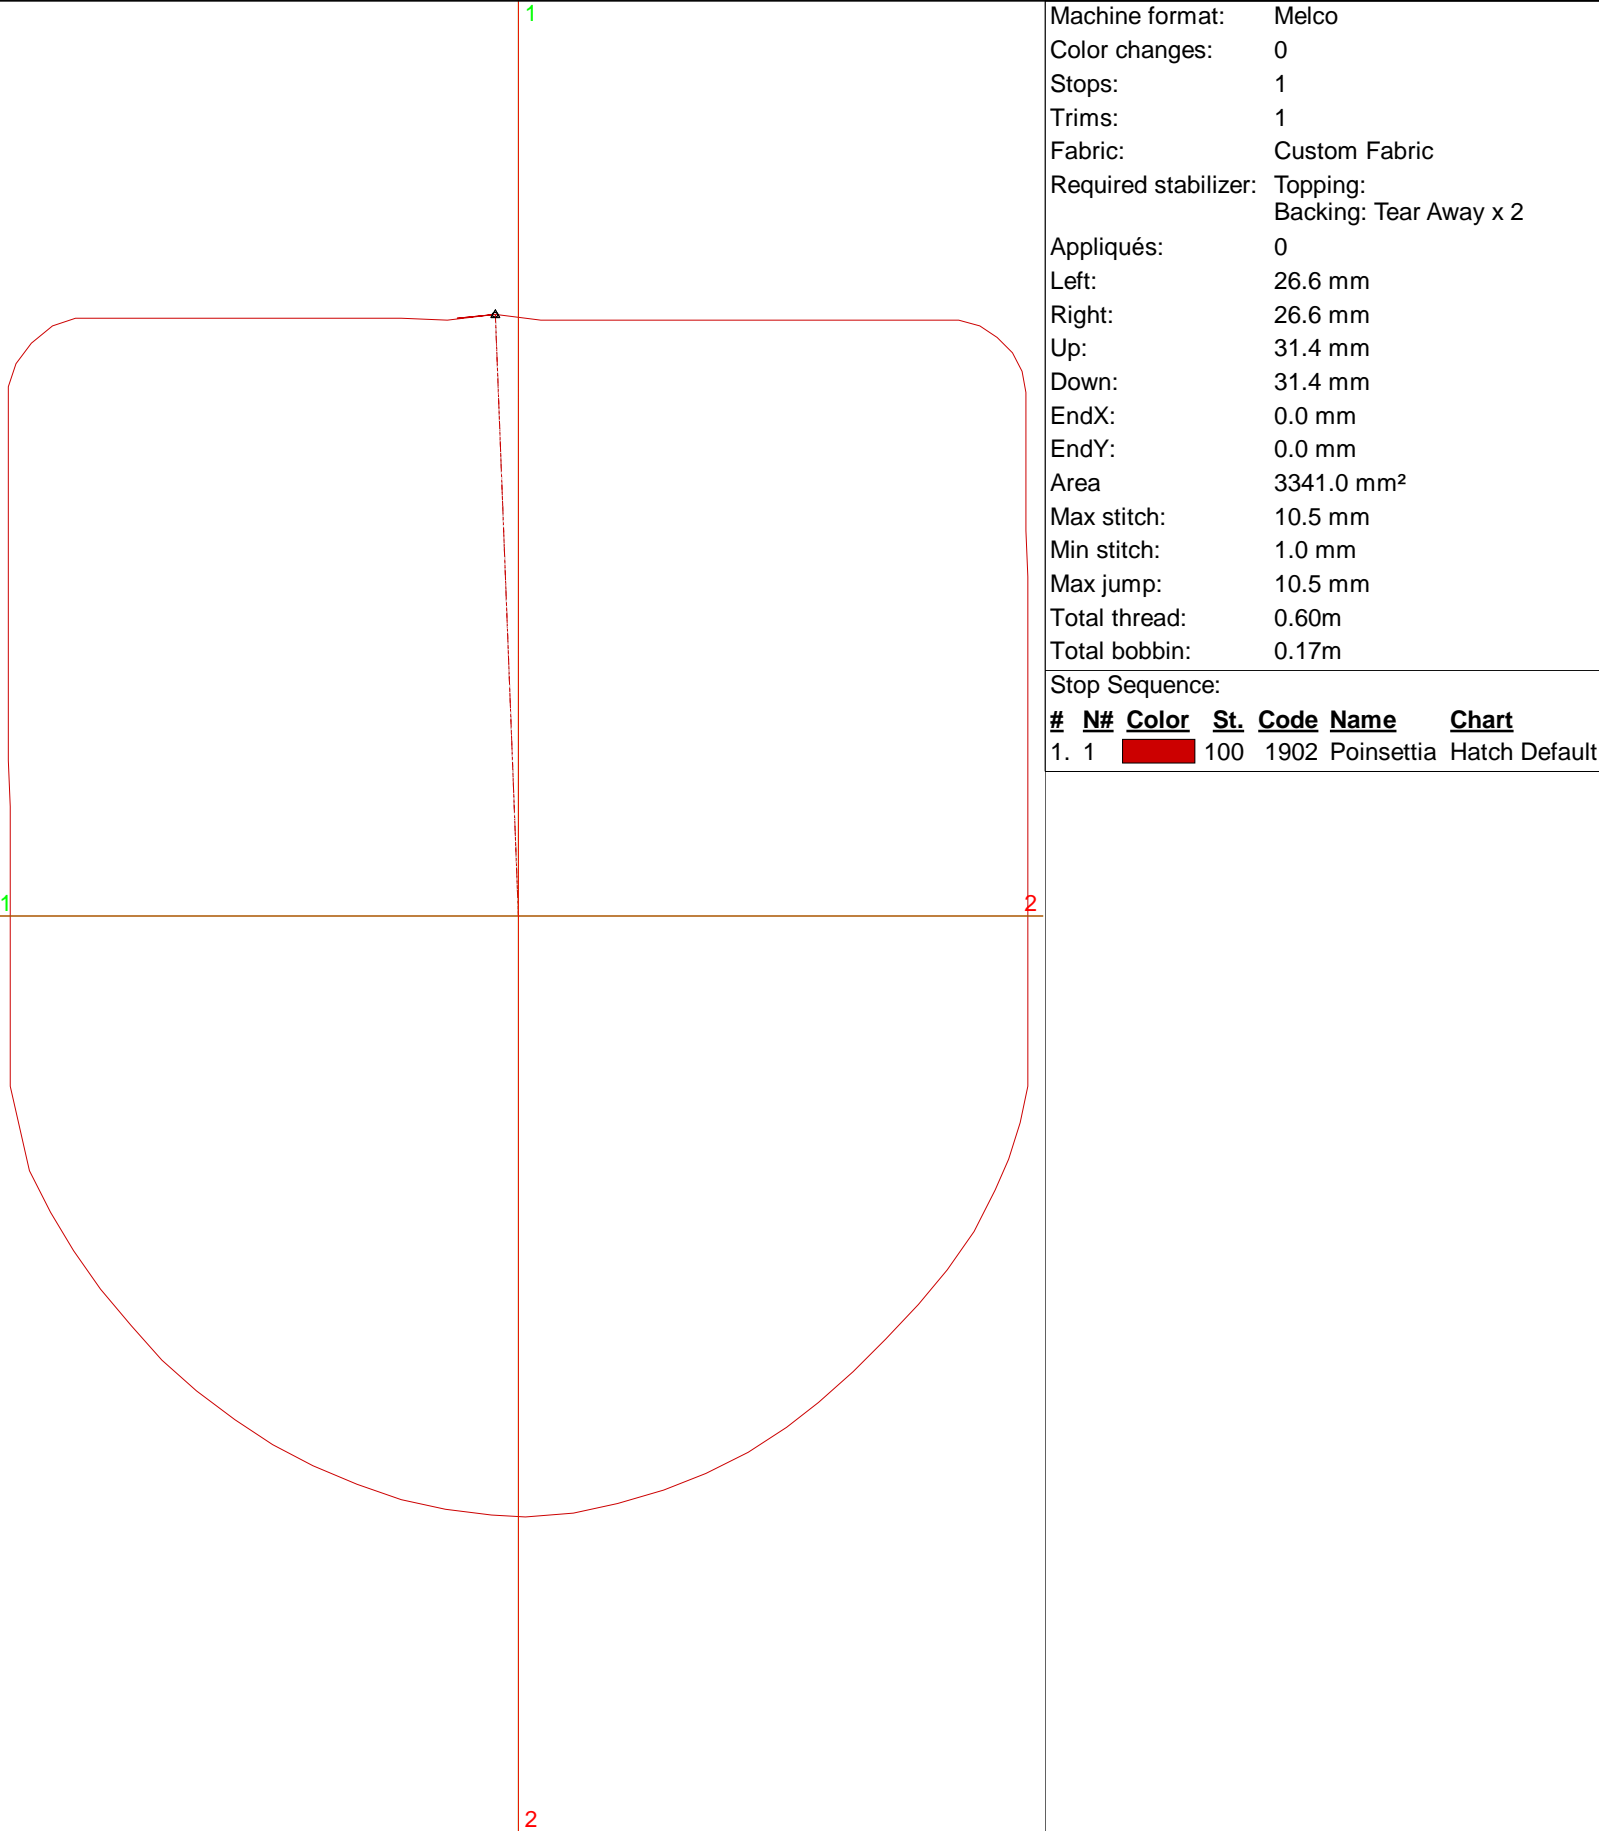 1
1
2
2
Machine format: Melco
Color changes: 0
Stops: 1
Trims: 1
Fabric: Custom Fabric
Required stabilizer: Topping:
Backing: Tear Away x 2
Appliqués: 0
Left: 26.6 mm
Right: 26.6 mm
Up: 31.4 mm
Down: 31.4 mm
EndX: 0.0 mm
EndY: 0.0 mm
Area 3341.0 mm²
Max stitch: 10.5 mm
Min stitch: 1.0 mm
Max jump: 10.5 mm
Total thread: 0.60m
Total bobbin: 0.17m
Stop Sequence:
# N# Color St. Code Name Chart
1. 1 100 1902 Poinsettia Hatch Default